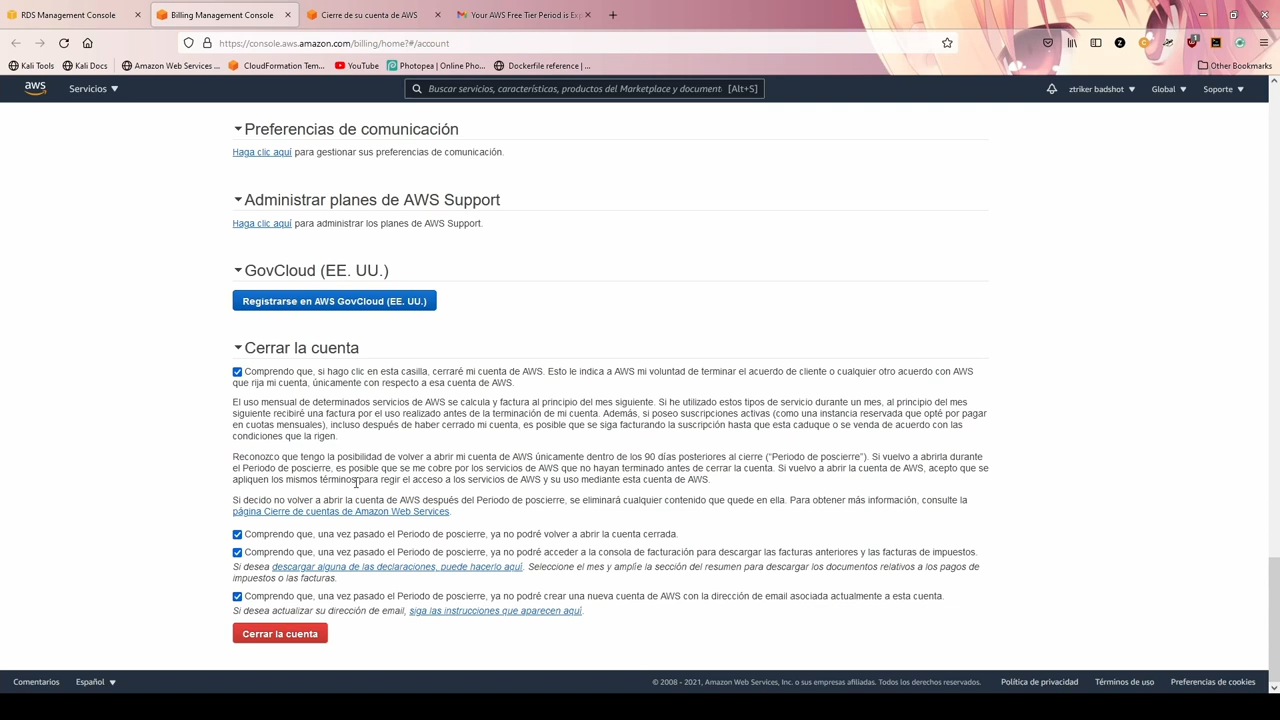 RDS Management Console
Billing Management Console
Cierre de su cuenta de AWS
Your AWS Free Tier Period is Ex
https://console.aws.amazon.com/billing/home?#/account
Kali Tools
Kali Docs
Amazon Web Services ...
CloudFormation Tem...
YouTube
Photopea | Online Pho...
Dockerfile reference | ...
Other Bookmarks
aws
Servicios
Buscar servicios, características, productos del Marketplace y document
[Alt+S]
ztriker badshot
Global
Soporte
Preferencias de comunicación
Haga clic aquí para gestionar sus preferencias de comunicación.
Administrar planes de AWS Support
Haga clic aquí para administrar los planes de AWS Support.
GovCloud (EE. UU.)
Registrarse en AWS GovCloud (EE. UU.)
Cerrar la cuenta
Comprendo que, si hago clic en esta casilla, cerraré mi cuenta de AWS. Esto le indica a AWS mi voluntad de terminar el acuerdo de cliente o cualquier otro acuerdo con AWS
que rija mi cuenta, únicamente con respecto a esa cuenta de AWS.
El uso mensual de determinados servicios de AWS se calcula y factura al principio del mes siguiente. Si he utilizado estos tipos de servicio durante un mes, al principio del mes
siguiente recibiré una factura por el uso realizado antes de la terminación de mi cuenta. Además, si poseo suscripciones activas (como una instancia reservada que opté por pagar
en cuotas mensuales), incluso después de haber cerrado mi cuenta, es posible que se siga facturando la suscripción hasta que esta caduque o se venda de acuerdo con las
condiciones que la rigen.
Reconozco que tengo la posibilidad de volver a abrir mi cuenta de AWS únicamente dentro de los 90 días posteriores al cierre ("Periodo de poscierre"). Si vuelvo a abrirla durante
el Periodo de poscierre, es posible que se me cobre por los servicios de AWS que no hayan terminado antes de cerrar la cuenta. Si vuelvo a abrir la cuenta de AWS, acepto que se
apliquen los mismos términos para regir el acceso a los servicios de AWS y su uso mediante esta cuenta de AWS.
Si decido no volver a abrir la cuenta de AWS después del Periodo de poscierre, se eliminará cualquier contenido que quede en ella. Para obtener más información, consulte la
página Cierre de cuentas de Amazon Web Services.
Comprendo que, una vez pasado el Periodo de poscierre, ya no podré volver a abrir la cuenta cerrada.
Comprendo que, una vez pasado el Periodo de poscierre, ya no podré acceder a la consola de facturación para descargar las facturas anteriores y las facturas de impuestos.
Si desea descargar alguna de las declaraciones, puede hacerlo aquí. Seleccione el mes y amplíe la sección del resumen para descargar los documentos relativos a los pagos de
impuestos o las facturas.
Comprendo que, una vez pasado el Periodo de poscierre, ya no podré crear una nueva cuenta de AWS con la dirección de email asociada actualmente a esta cuenta.
Si desea actualizar su dirección de email, siga las instrucciones que aparecen aquí.
Cerrar la cuenta
Comentarios
Español
© 2008 - 2021, Amazon Web Services, Inc. o sus empresas afiliadas. Todos los derechos reservados.
Política de privacidad
Términos de uso
Preferencias de cookies